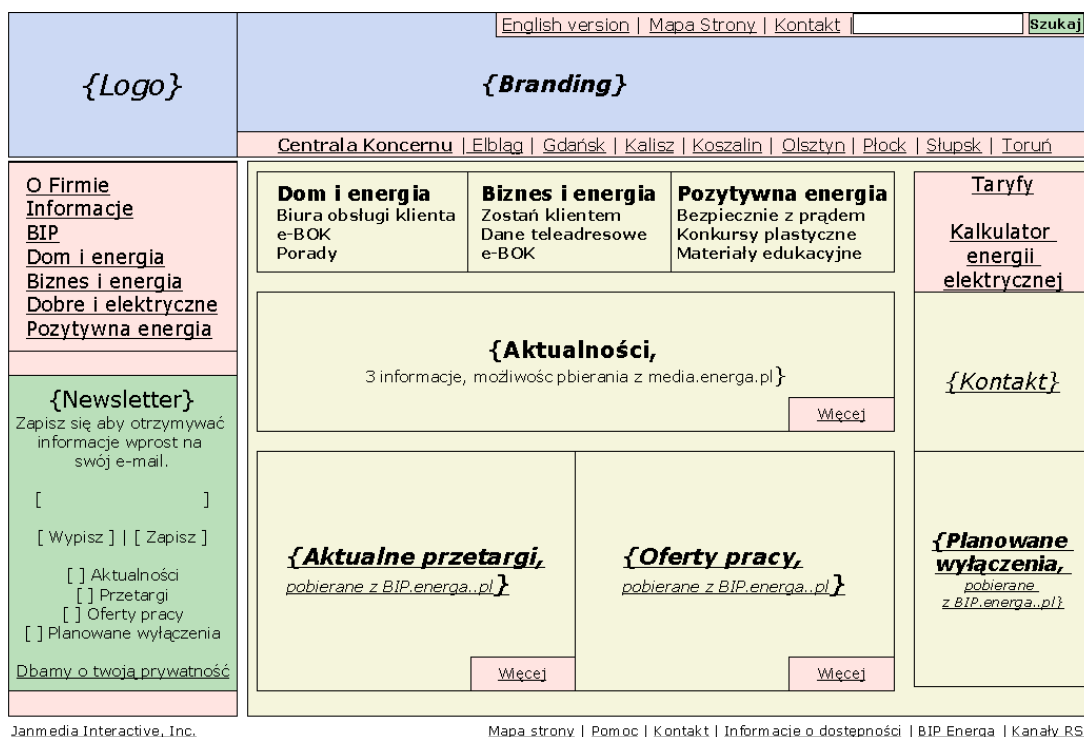 English version | Mapa Strony | Kontakt |
Szukaj
{Logo}
{Branding}
Centrala Koncernu | Elbląg | Gdańsk | Kalisz | Koszalin | Olsztyn | Płock | Słupsk | Toruń
O Firmie
Informacje
BIP
Dom i energia
Biznes i energia
Dobre i elektryczne
Pozytywna energia
{Newsletter}
Zapisz się aby otrzymywać
informacje wprost na
swój e-mail.
[ ]
[ Wypisz ] | [ Zapisz ]
[ ] Aktualności
[ ] Przetargi
[ ] Oferty pracy
[ ] Planowane wyłączenia
Dbamy o twoją prywatność
Dom i energia
Biura obsługi klienta
e-BOK
Porady
Biznes i energia
Zostań klientem
Dane teleadresowe
e-BOK
Pozytywna energia
Bezpiecznie z prądem
Konkursy plastyczne
Materiały edukacyjne
{Aktualności,
3 informacje, możliwośc pbierania z media.energa.pl}
Więcej
{Aktualne przetargi,
pobierane z BIP.energa..pl}
Więcej
{Oferty pracy,
pobierane z BIP.energa..pl}
Więcej
Taryfy
Kalkulator
energii
elektrycznej
{Kontakt}
{Planowane
wyłączenia,
pobierane
z BIP.energa..pl}
Janmedia Interactive, Inc.
Mapa strony | Pomoc | Kontakt | Informacje o dostępności | BIP Energa | Kanały RS